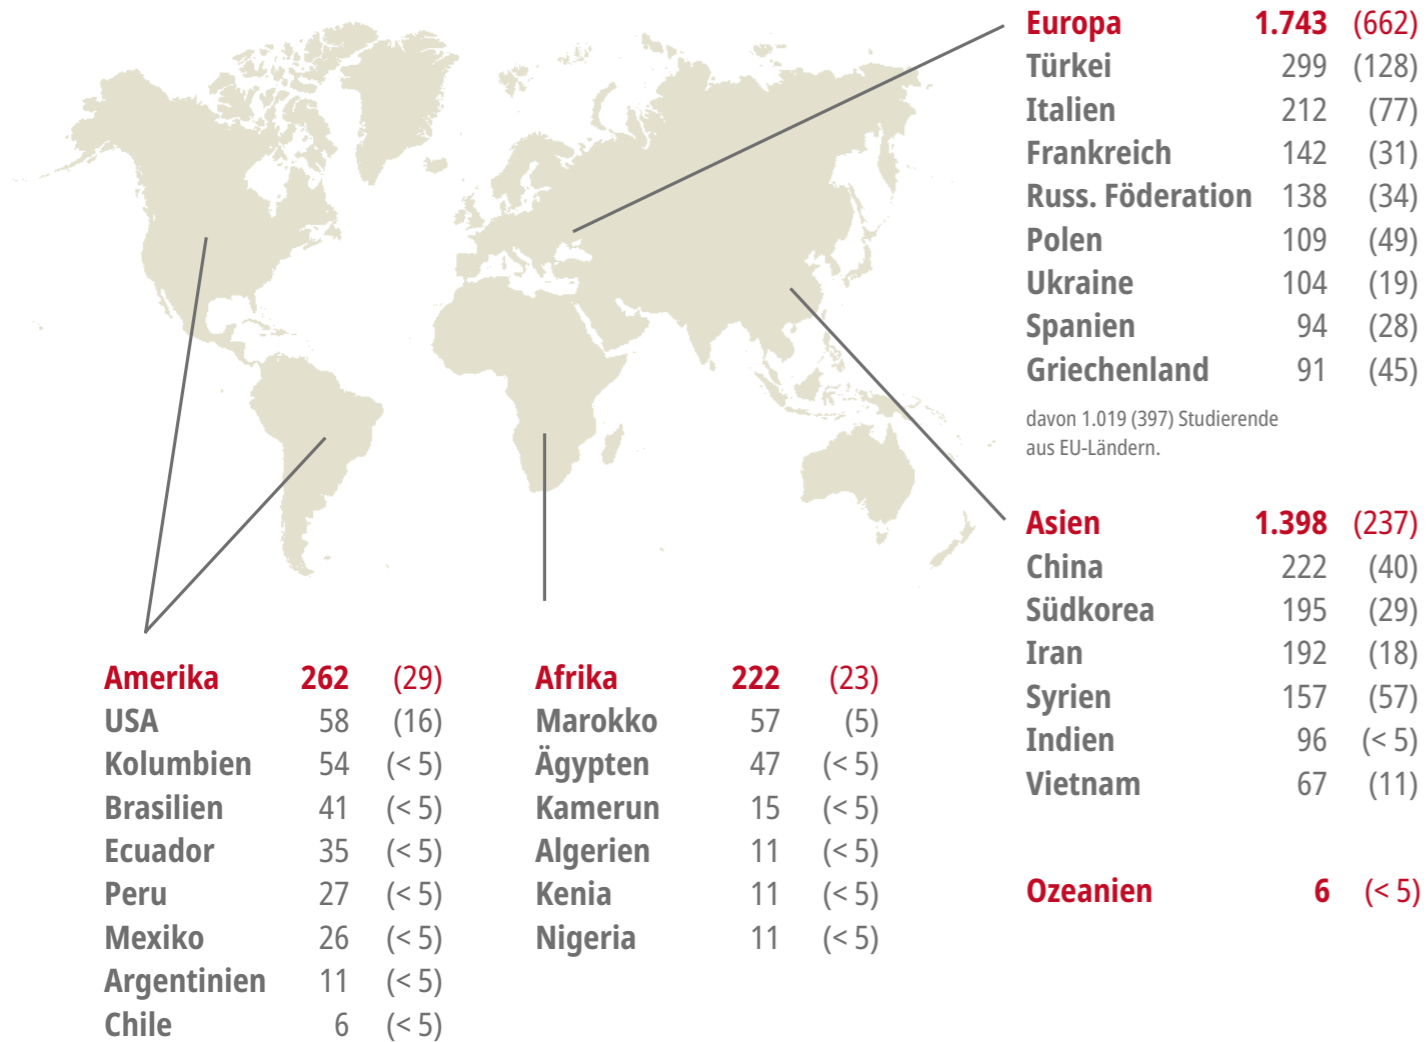 Europa 1.743 (662)
Türkei 299 (128)
Italien 212 (77)
Frankreich 142 (31)
Russ. Föderation 138 (34)
Polen 109 (49)
Ukraine 104 (19)
Spanien 94 (28)
Griechenland 91 (45)
davon 1.019 (397) Studierende
aus EU-Ländern.
Asien 1.398 (237)
China 222 (40)
Südkorea 195 (29)
Iran 192 (18)
Syrien 157 (57)
Indien 96 (< 5)
Vietnam 67 (11)
Ozeanien 6 (< 5)
Amerika 262 (29)
USA 58 (16)
Kolumbien 54 (< 5)
Brasilien 41 (< 5)
Ecuador 35 (< 5)
Peru 27 (< 5)
Mexiko 26 (< 5)
Argentinien 11 (< 5)
Chile 6 (< 5)
Afrika 222 (23)
Marokko 57 (5)
Ägypten 47 (< 5)
Kamerun 15 (< 5)
Algerien 11 (< 5)
Kenia 11 (< 5)
Nigeria 11 (< 5)